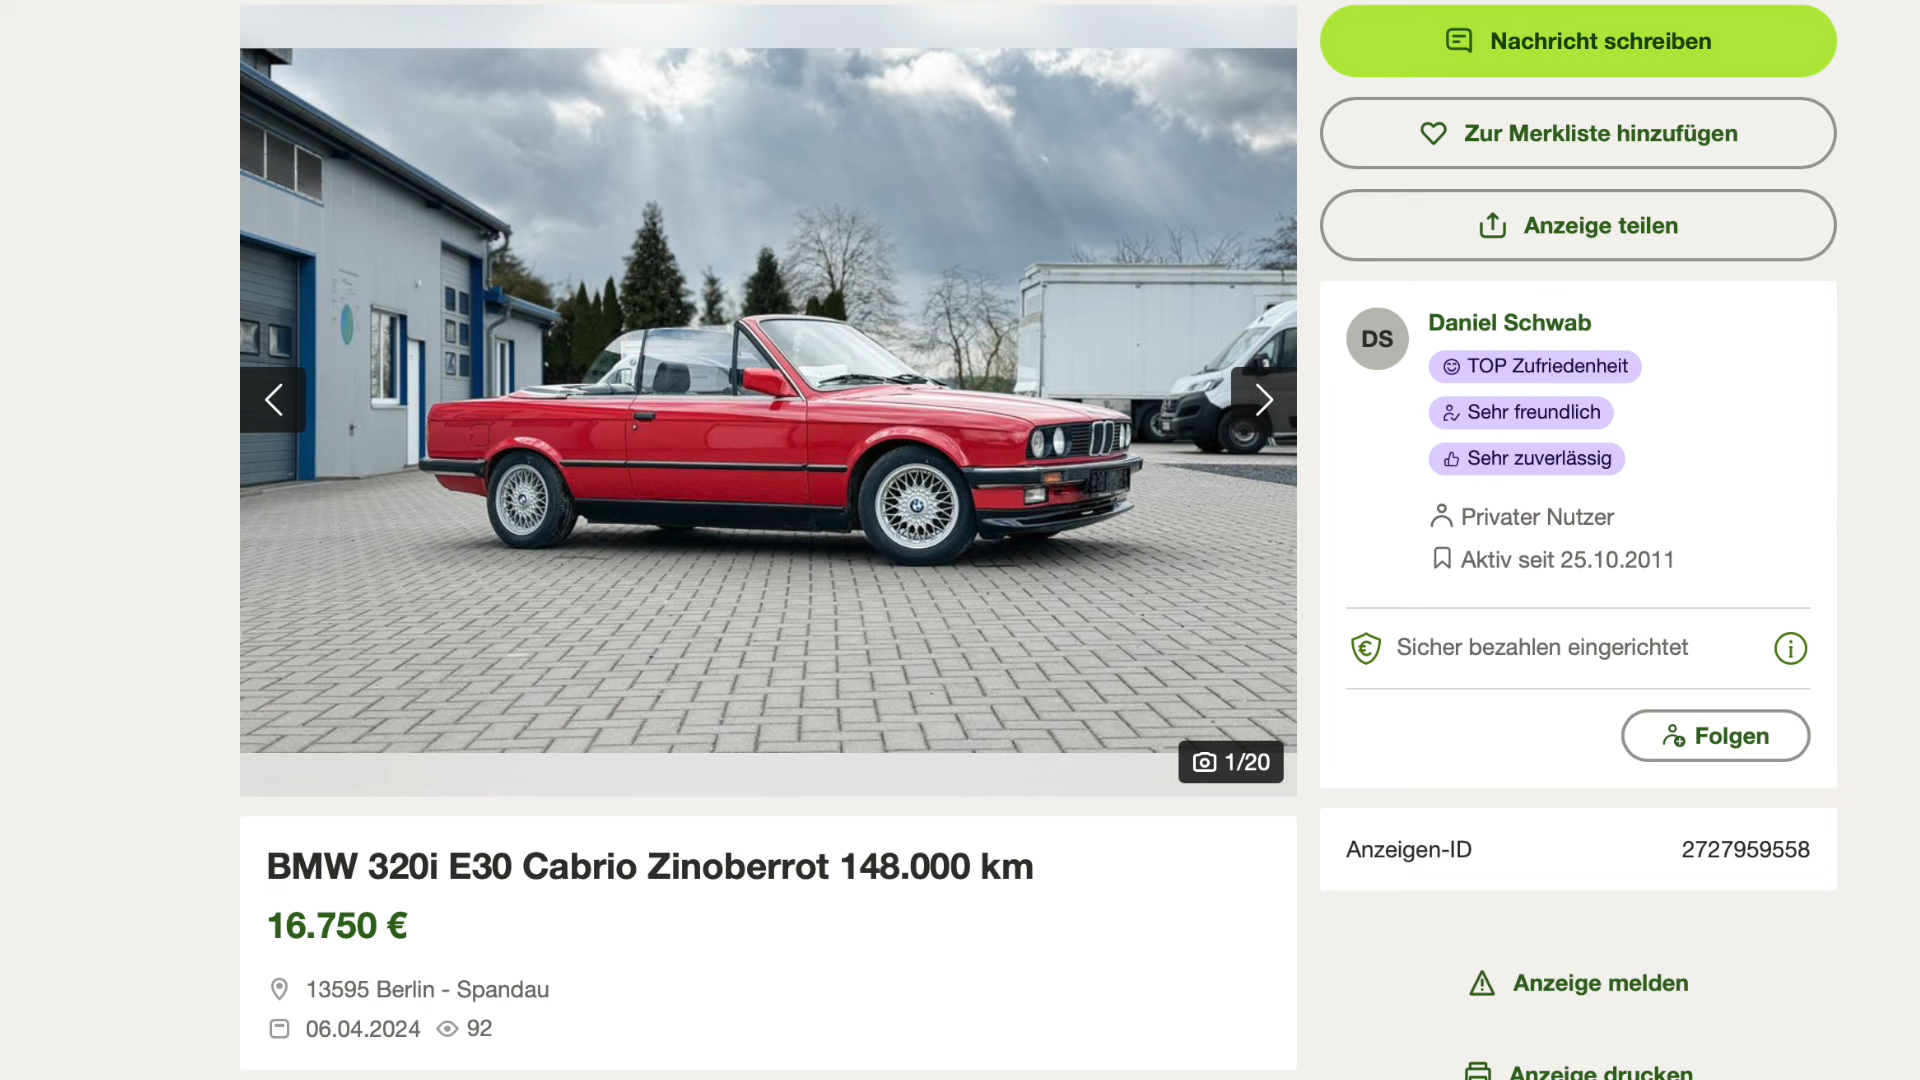 Nachricht schreiben
Zur Merkliste hinzufügen
Anzeige teilen
DS
Daniel Schwab
TOP Zufriedenheit
Sehr freundlich
Sehr zuverlässig
Privater Nutzer
Aktiv seit 25.10.2011
Sicher bezahlen eingerichtet
Folgen
1/20
BMW 320i E30 Cabrio Zinoberrot 148.000 km
16.750 €
13595 Berlin - Spandau
06.04.2024 92
Anzeigen-ID 2727959558
Anzeige melden
Anzeige drucken